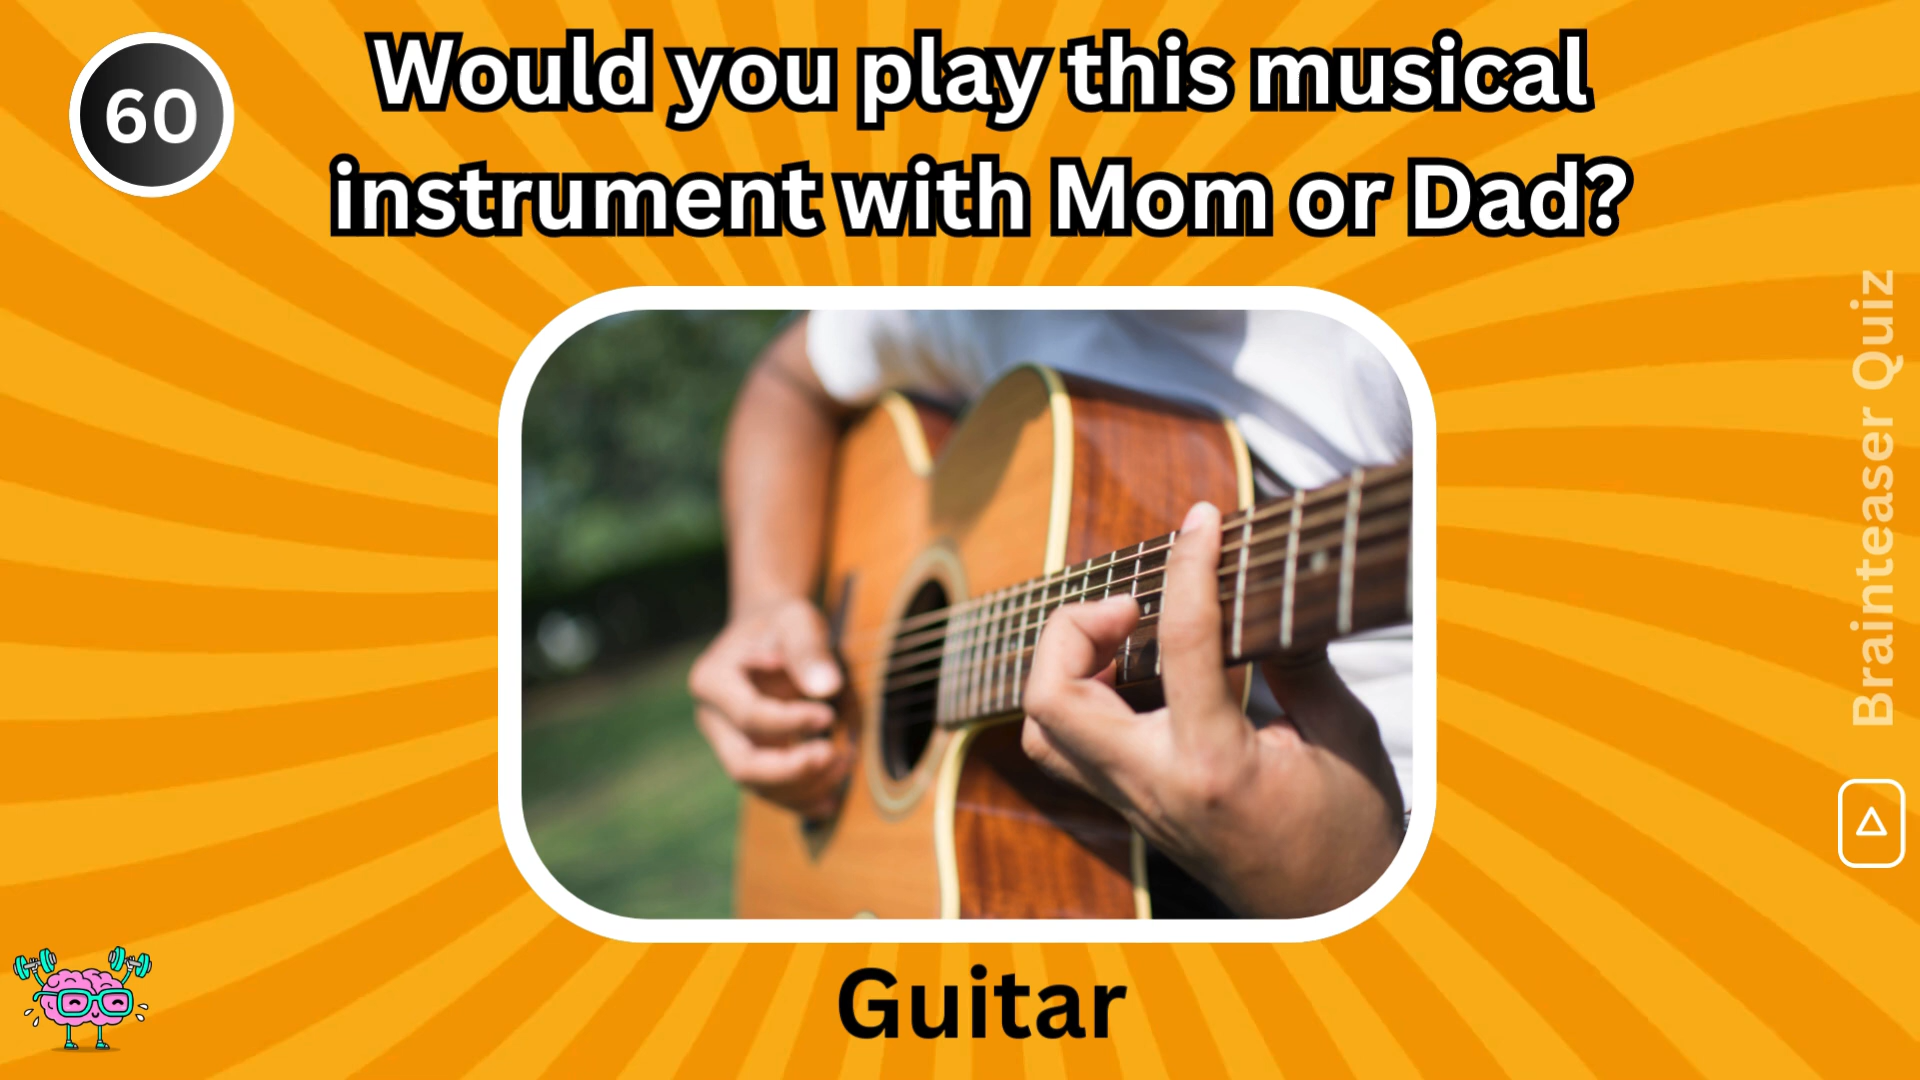 60
Would you play this musical
instrument with Mom or Dad?
Guitar
Brainteaser Quiz